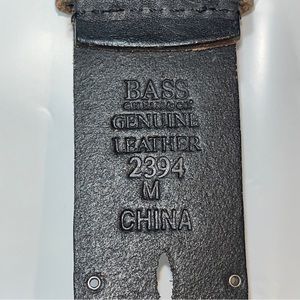 BASS
GENUINE
LEATHER
2394
M
CHINA